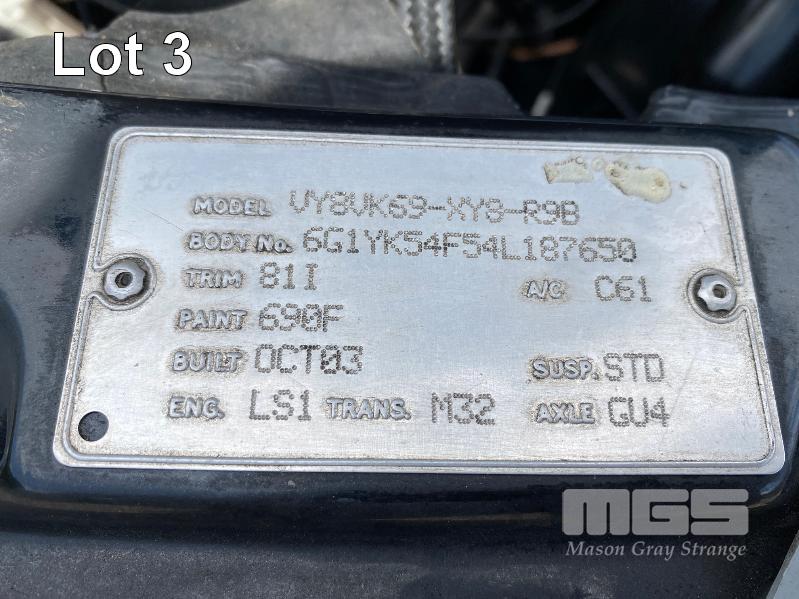 Lot 3
MODEL VY8VK69-XY8-R9B
BODY No. 6G1YK54F54L187650
TRIM 81I A/C C61
PAINT 690F
BUILT OCT03 SUSP. STD
ENG. LS1 TRANS. M32 AXLE GU4
MGS
Mason Gray Strange